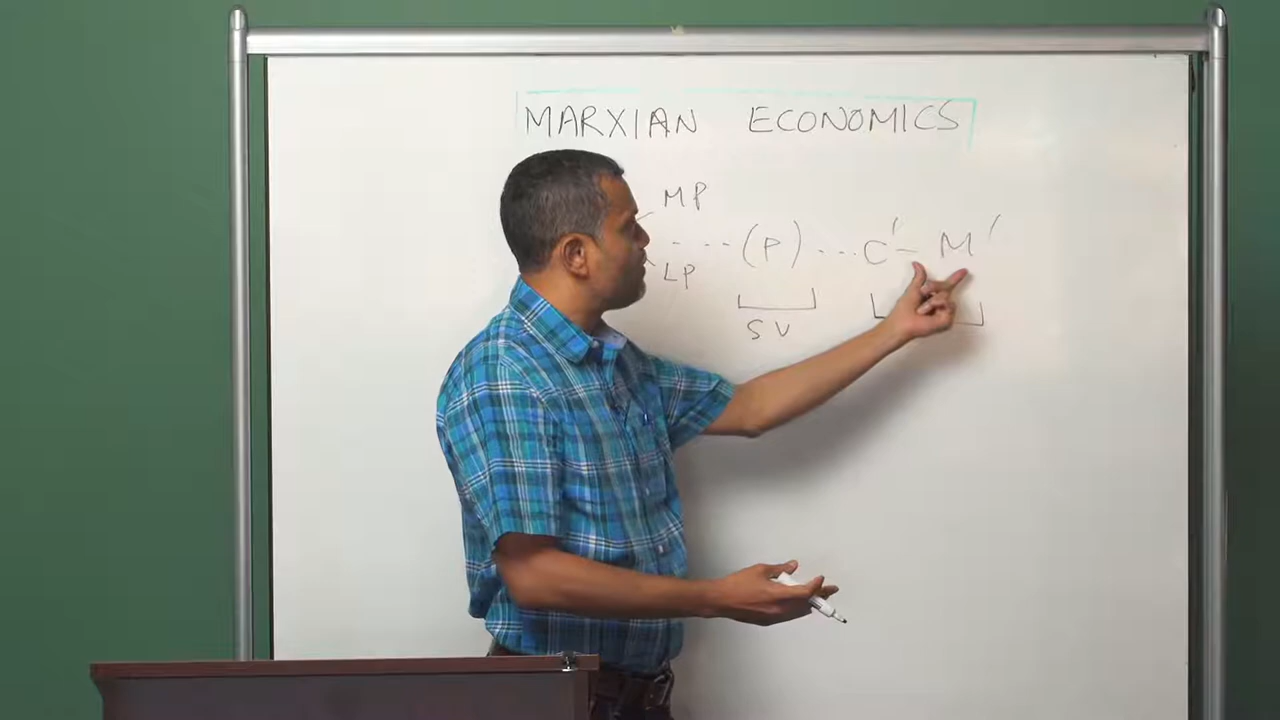 MARXIAN ECONOMICS
MP
--- (P) ... C' - M'
LP
SV